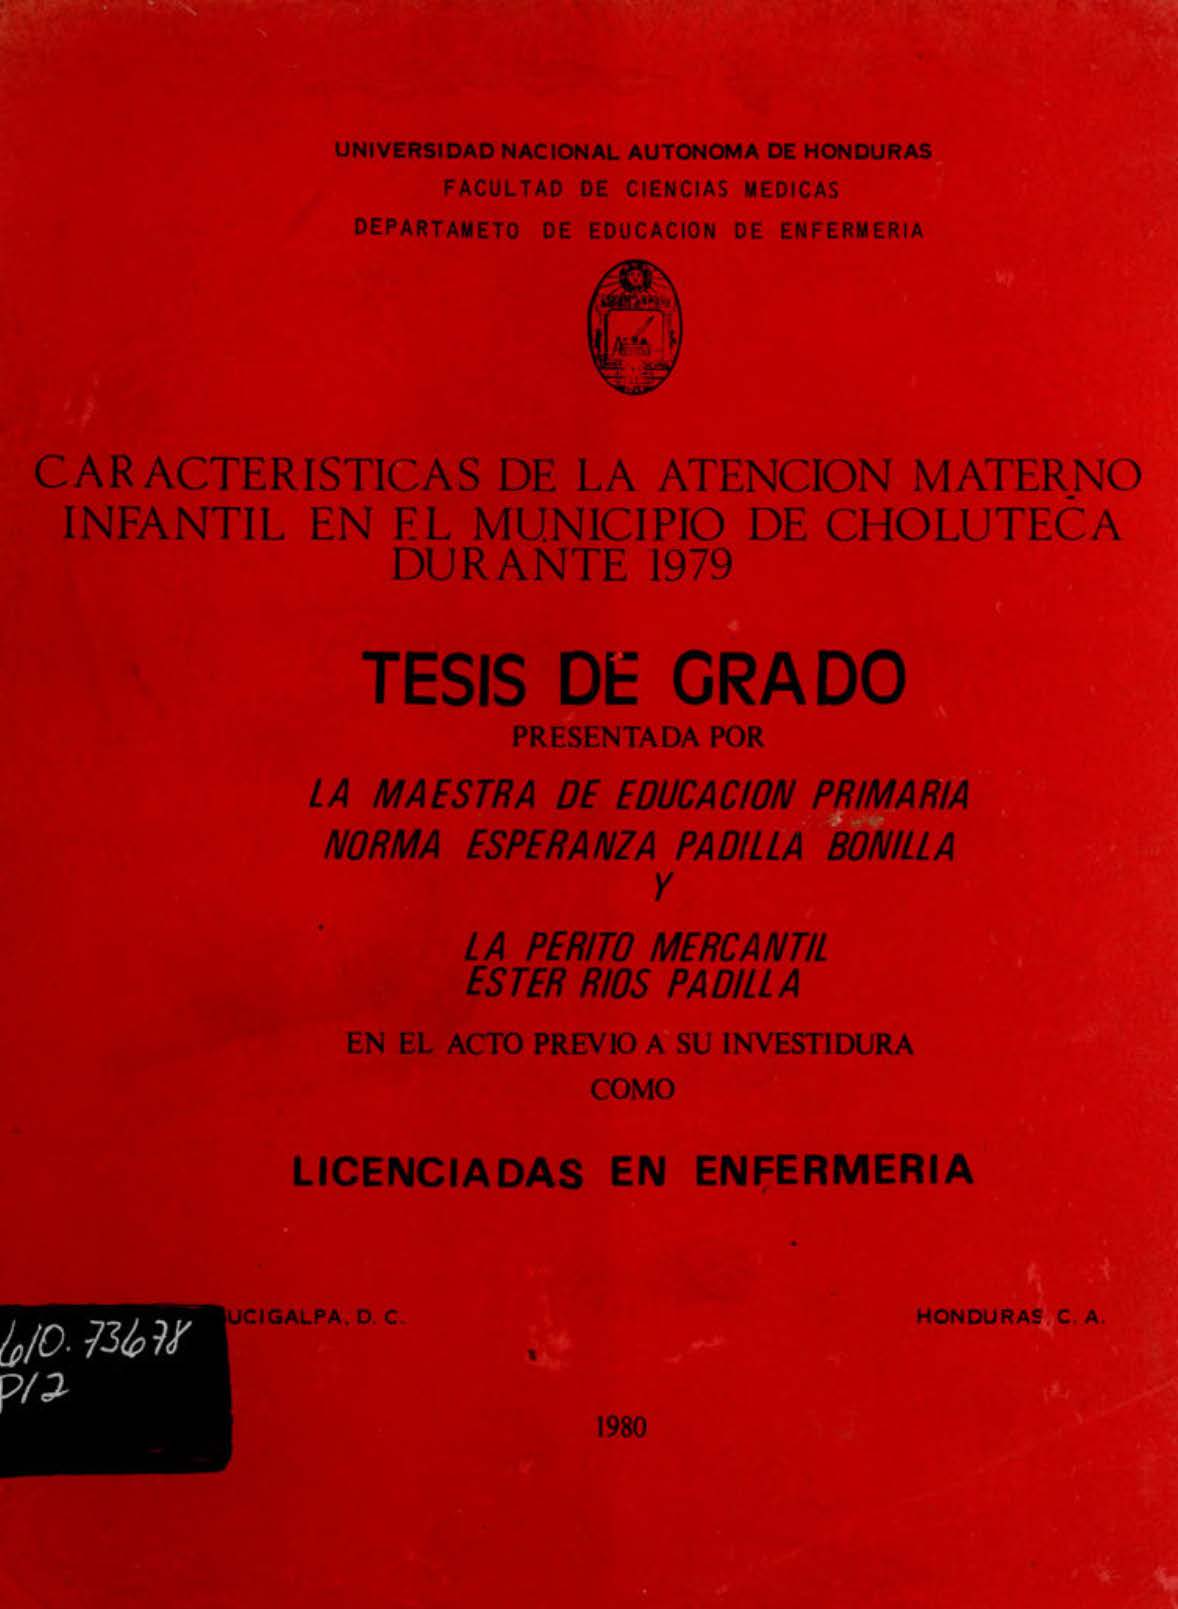 UNIVERSIDAD NACIONAL AUTONOMA DE HONDURAS
FACULTAD DE CIENCIAS MEDICAS
DEPARTAMETO DE EDUCACION DE ENFERMERIA
CARACTERISTICAS DE LA ATENCION MATERNO
INFANTIL EN EL MUNICIPIO DE CHOLUTECA
DURANTE 1979
TESIS DE GRADO
PRESENTADA POR
LA MAESTRA DE EDUCACION PRIMARIA
NORMA ESPERANZA PADILLA BONILLA
Y
LA PERITO MERCANTIL
ESTER RIOS PADILLA
EN EL ACTO PREVIO A SU INVESTIDURA
COMO
LICENCIADAS EN ENFERMERIA
UCIGALPA, D. C.
HONDURAS, C. A.
610.73678
P12
1980